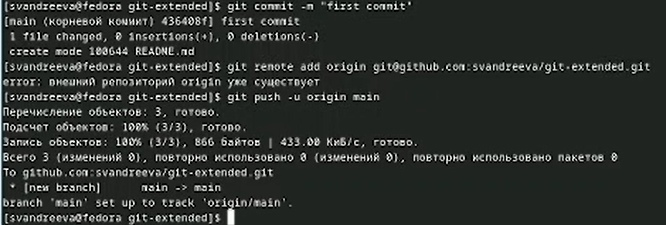 [svandreeva@fedora git-extended]$ git commit -m "first commit"
[main (корневой коммит) 436408f] first commit
1 file changed, 0 insertions(+), 0 deletions(-)
create mode 100644 README.md
[svandreeva@fedora git-extended]$ git remote add origin git@github.com:svandreeva/git-extended.git
error: внешний репозиторий origin уже существует
[svandreeva@fedora git-extended]$ git push -u origin main
Перечисление объектов: 3, готово.
Подсчет объектов: 100% (3/3), готово.
Запись объектов: 100% (3/3), 866 байтов | 433.00 КиБ/с, готово.
Всего 3 (изменений 0), повторно использовано 0 (изменений 0), повторно использовано пакетов 0
To github.com:svandreeva/git-extended.git
* [new branch]      main -> main
branch 'main' set up to track 'origin/main'.
[svandreeva@fedora git-extended]$